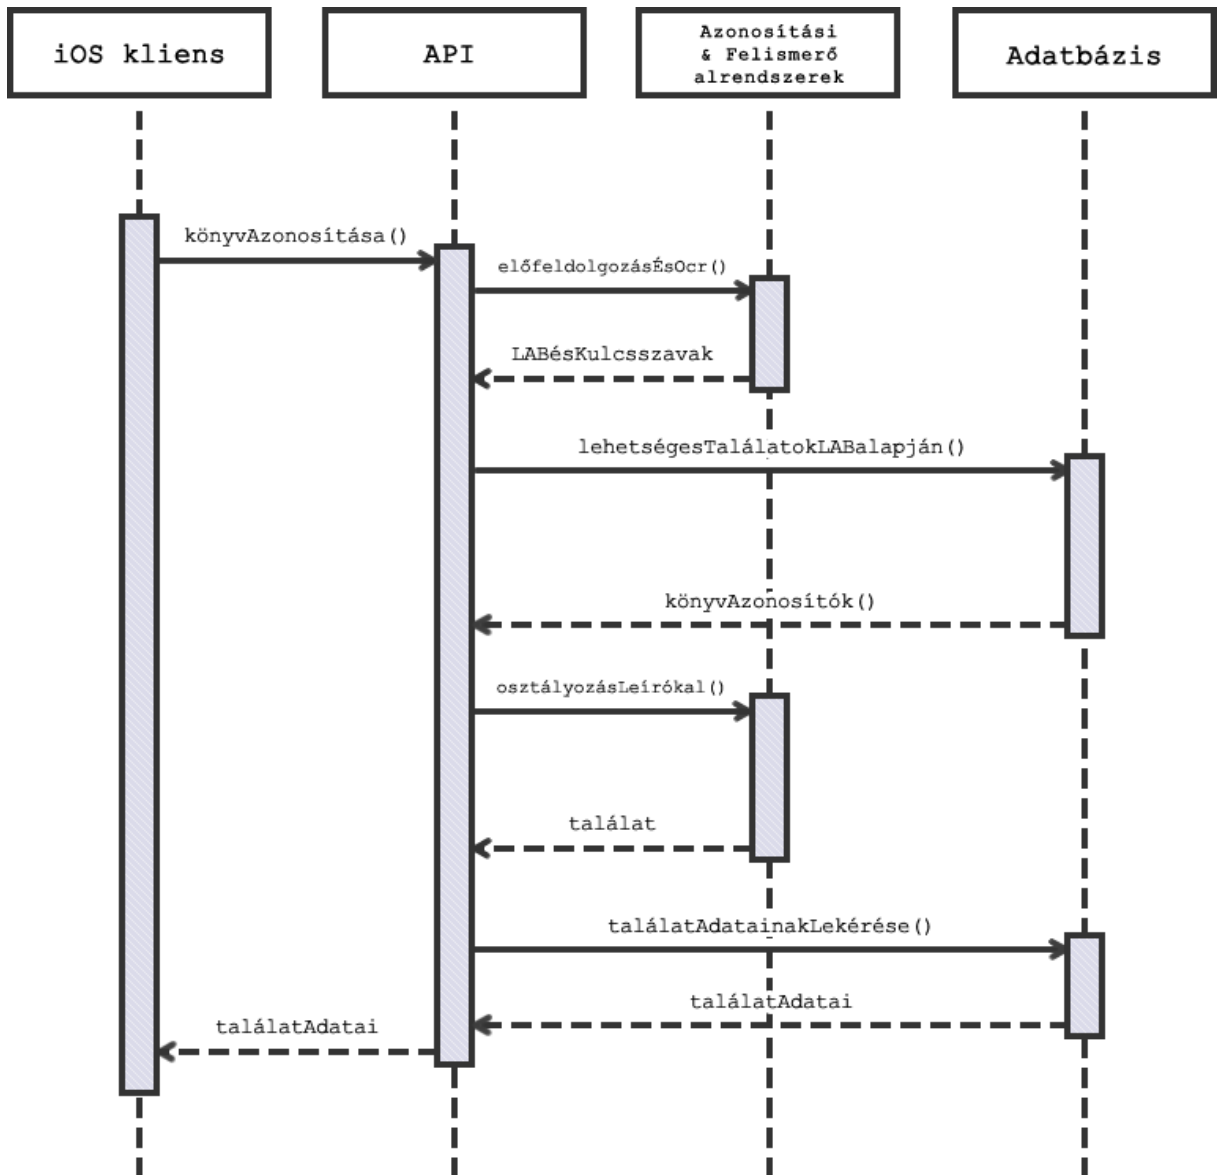 iOS kliens
API
Azonosítási
& Felismerő
alrendszerek
Adatbázis
könyvAzonosítása()
előfeldolgozásÉsOcr()
LABésKulcsszavak
lehetségesTalálatokLABalapján()
könyvAzonosítók()
osztályozásLeírókal()
találat
találatAdatainakLekérése()
találatAdatai
találatAdatai